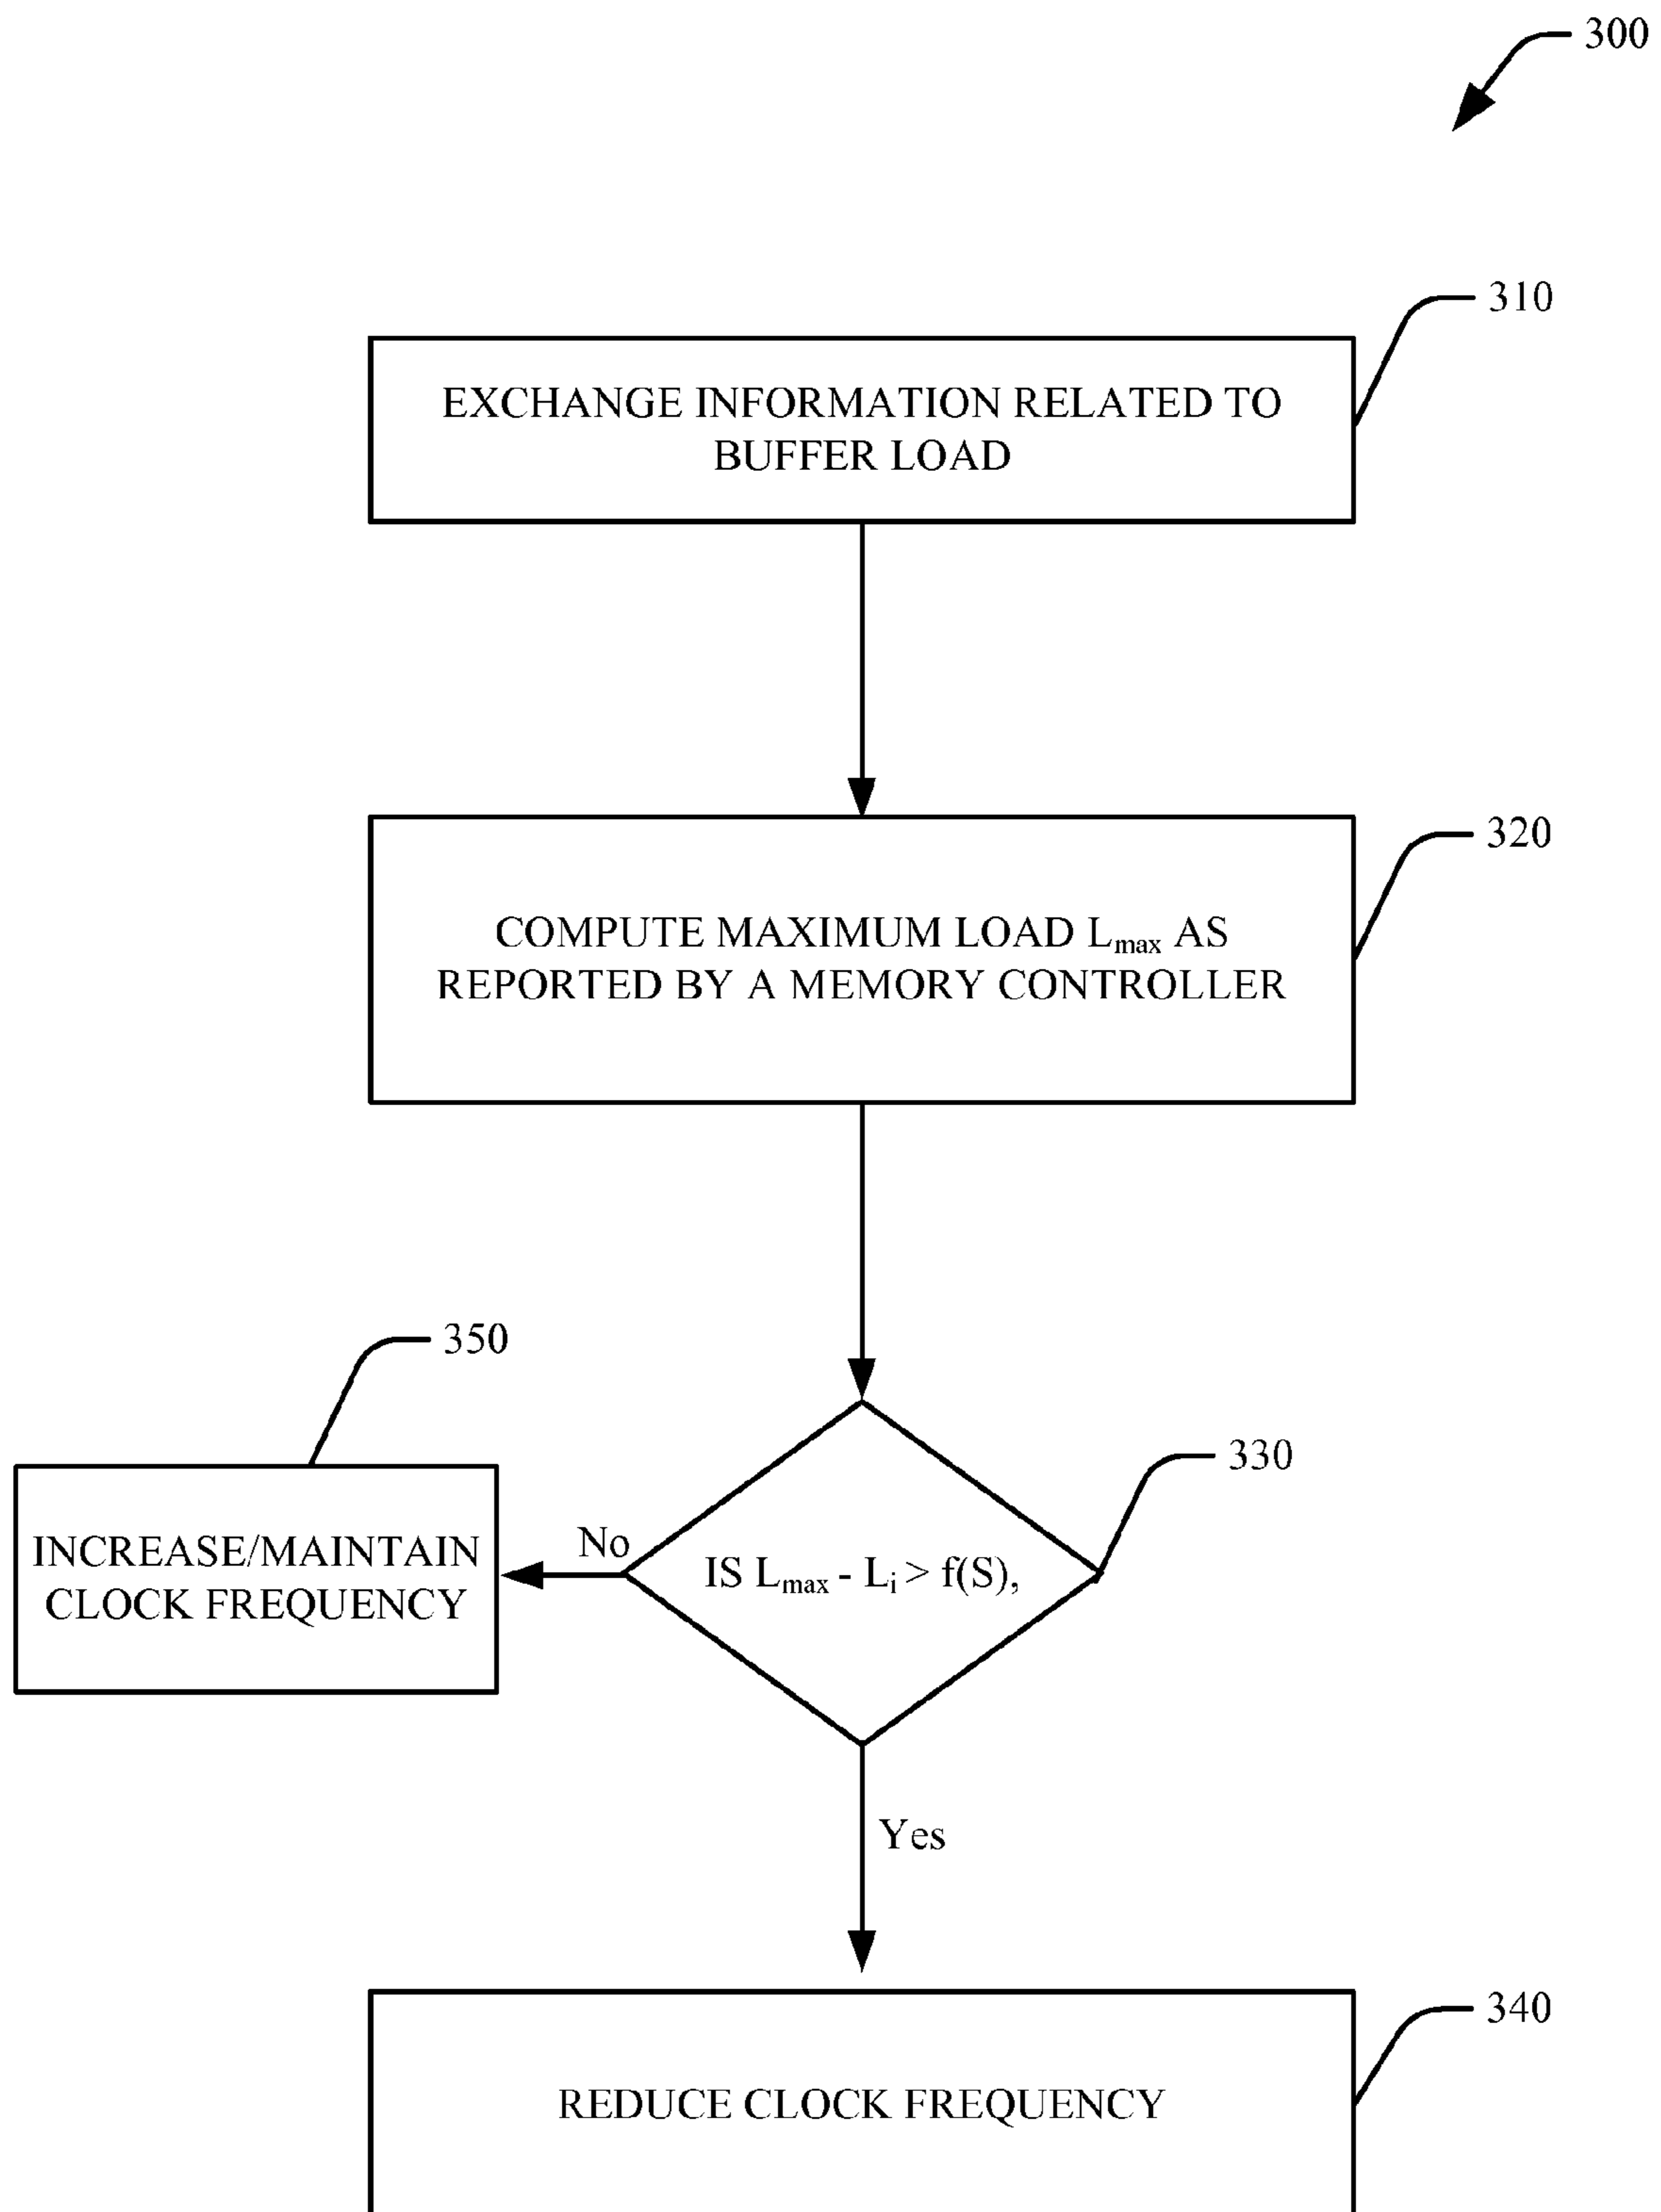 300
310
EXCHANGE INFORMATION RELATED TO
BUFFER LOAD
320
COMPUTE MAXIMUM LOAD Lmax AS
REPORTED BY A MEMORY CONTROLLER
350
330
INCREASE/MAINTAIN
CLOCK FREQUENCY
No
IS Lmax - Li > f(S),
Yes
340
REDUCE CLOCK FREQUENCY